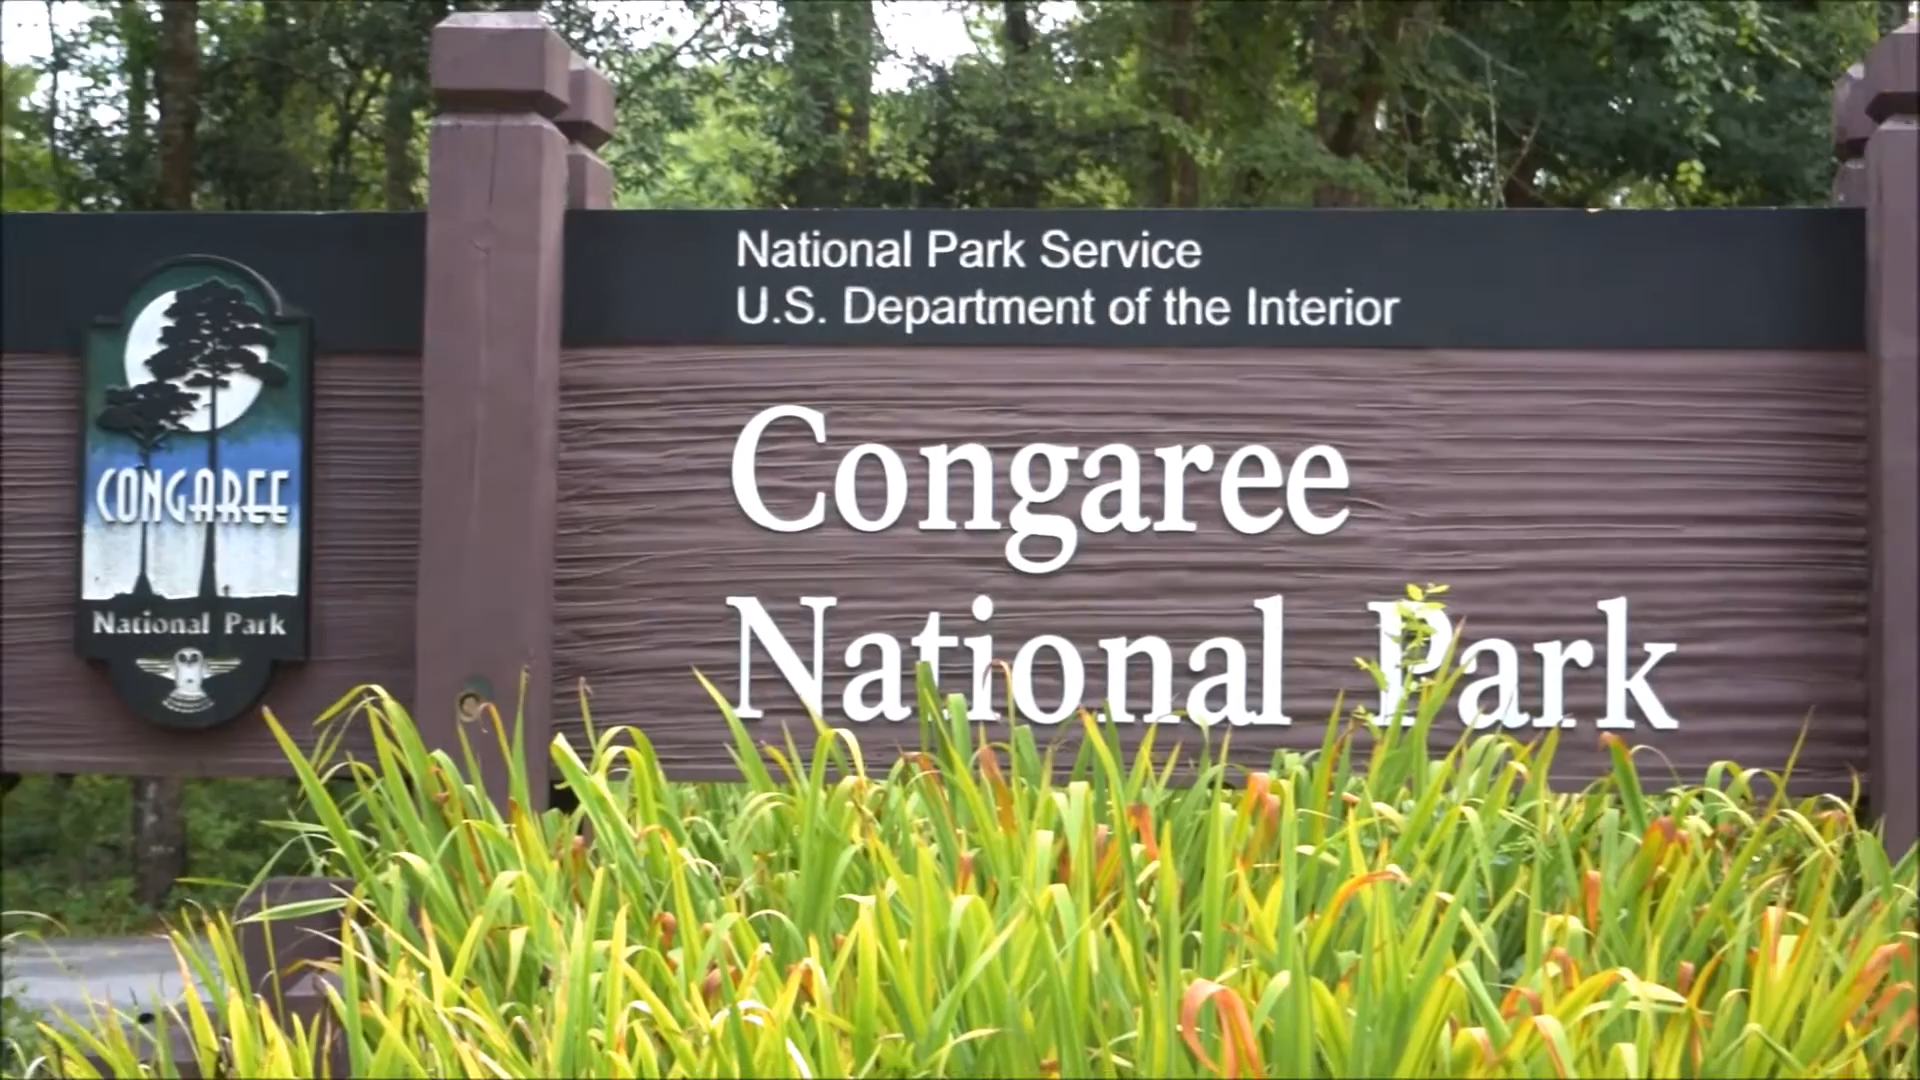 National Park Service
U.S. Department of the Interior
Congaree
National Park
CONGAREE
National Park